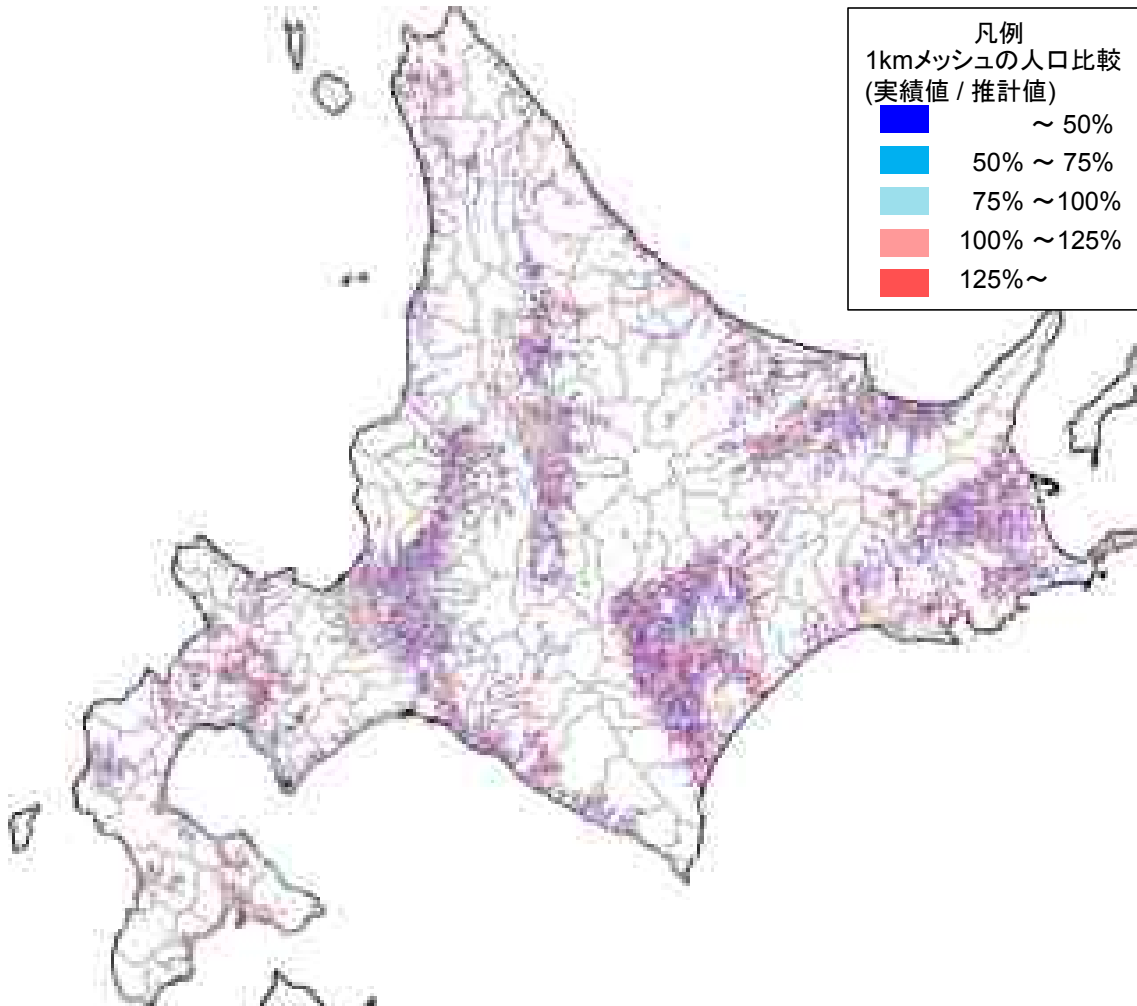 凡例
1kmメッシュの人口比較
(実績値 / 推計値)
～ 50%
50% ～ 75%
75% ～100%
100% ～125%
125%～